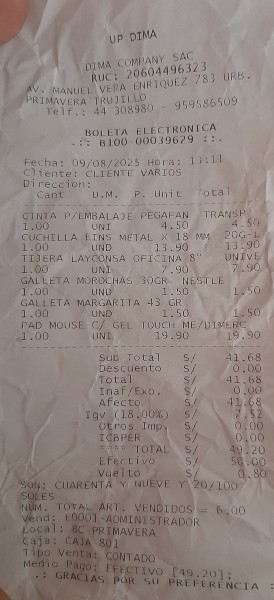 UP DIMA
DIMA COMPANY SAC
RUC: 20604496323
AV. MANUEL VERA ENRIQUEZ 783 URB.
PRIMAVERA TRUJILLO
Telf.: 44 308980 - 959586509
BOLETA ELECTRONICA
.:: B100-00039629 ::.
Fecha: 09/08/2025 Hora: 13:11
Cliente: CLIENTE VARIOS
Direccion:
Cant U.M. P. Unit Total
CINTA P/EMBALAJE PEGAFAN TRANSP
1.00 UNI 4.50 4.50
CUCHILLA FINS METAL X 18 MM 20G-L
1.00 UND 13.90 13.90
TIJERA LAYCONSA OFICINA 8" UNIVE
1.00 UNI 7.90 7.90
GALLETA MOROCHAS 30GR NESTLE
1.00 UND 1.50 1.50
GALLETA MARGARITA 43 GR
1.00 UND 1.50 1.50
PAD MOUSE C/ GEL TOUCH ME/DIMERC
1.00 UNI 19.90 19.90
Sub Total S/ 41.68
Descuento S/ 0.00
Total S/ 41.68
Inaf/Exo. S/ 0.00
Afecto S/ 41.68
Igv (18.00%) S/ 7.52
Otros Imp. S/ 0.00
ICBPER S/ 0.00
**** TOTAL S/ 49.20
Efectivo S/ 50.00
Vuelto S/ 0.80
SON: CUARENTA Y NUEVE Y 20/100
SOLES
NUM. TOTAL ART. VENDIDOS = 6.00
Vend: E0001-ADMINISTRADOR
Local: BC PRIMAVERA
Caja: CAJA 801
Tipo Venta: CONTADO
Medio Pago: EFECTIVO [49.20];
.: GRACIAS POR SU PREFERENCIA :